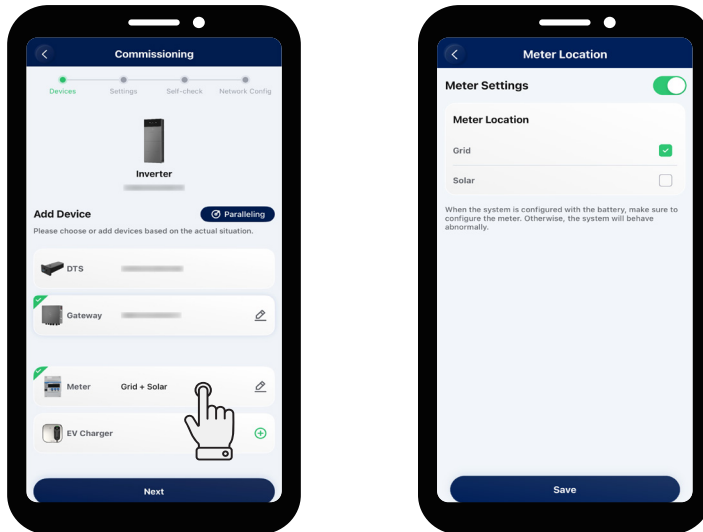 Commissioning
Devices Settings Self-check Network Config
Inverter
Add Device
Paralleling
Please choose or add devices based on the actual situation.
DTS
Gateway
Meter Grid + Solar
EV Charger
Next
Meter Location
Meter Settings
Meter Location
Grid
Solar
When the system is configured with the battery, make sure to
configure the meter. Otherwise, the system will behave
abnormally.
Save